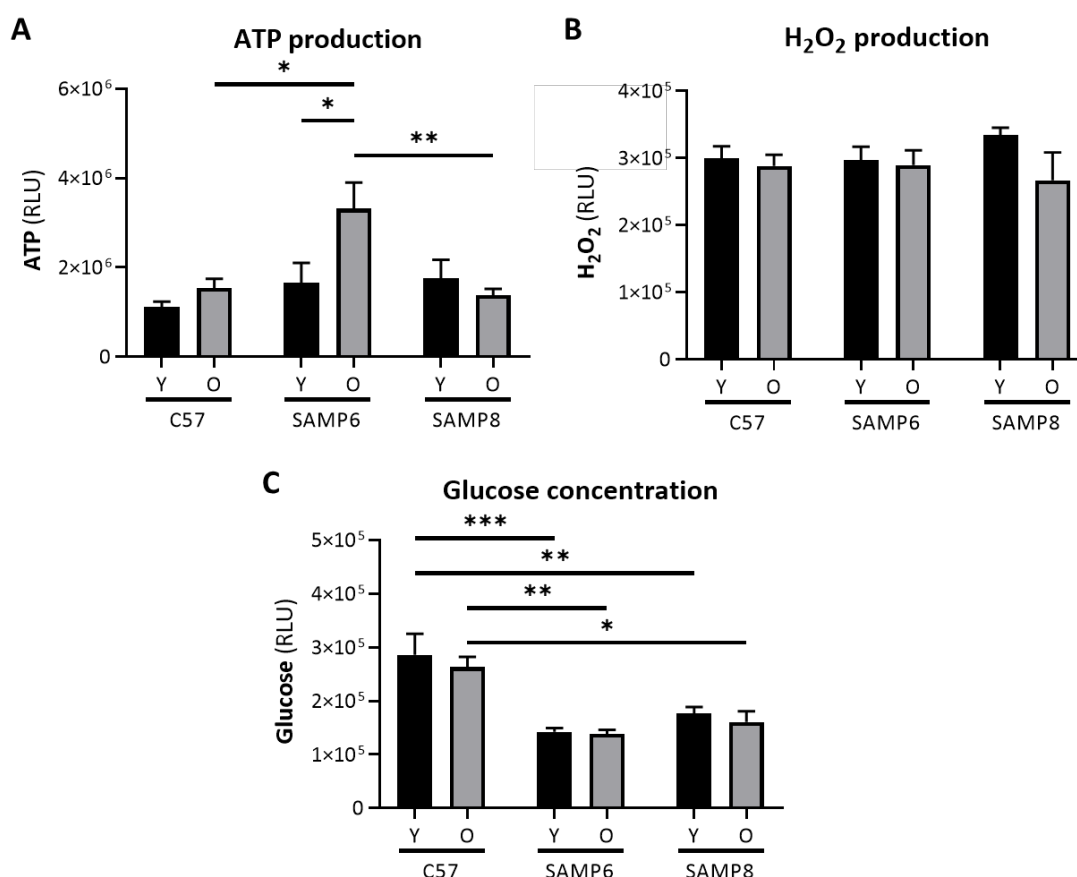 A
ATP production
*
*
**
6×10⁶
4×10⁶
2×10⁶
0
ATP (RLU)
Y O Y O Y O
C57 SAMP6 SAMP8
B
H₂O₂ production
4×10⁵
3×10⁵
2×10⁵
1×10⁵
0
H₂O₂ (RLU)
Y O Y O Y O
C57 SAMP6 SAMP8
C
Glucose concentration
***
**
**
*
5×10⁵
4×10⁵
3×10⁵
2×10⁵
1×10⁵
0
Glucose (RLU)
Y O Y O Y O
C57 SAMP6 SAMP8